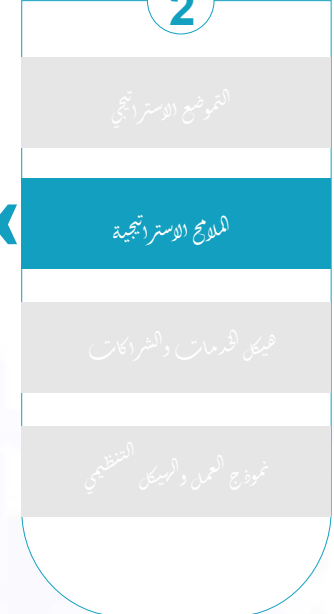 2
التموضع الاستراتيجي
الملامح الاستراتيجية
هيكل الخدمات والشراكات
نموذج العمل والهيكل التنظيمي